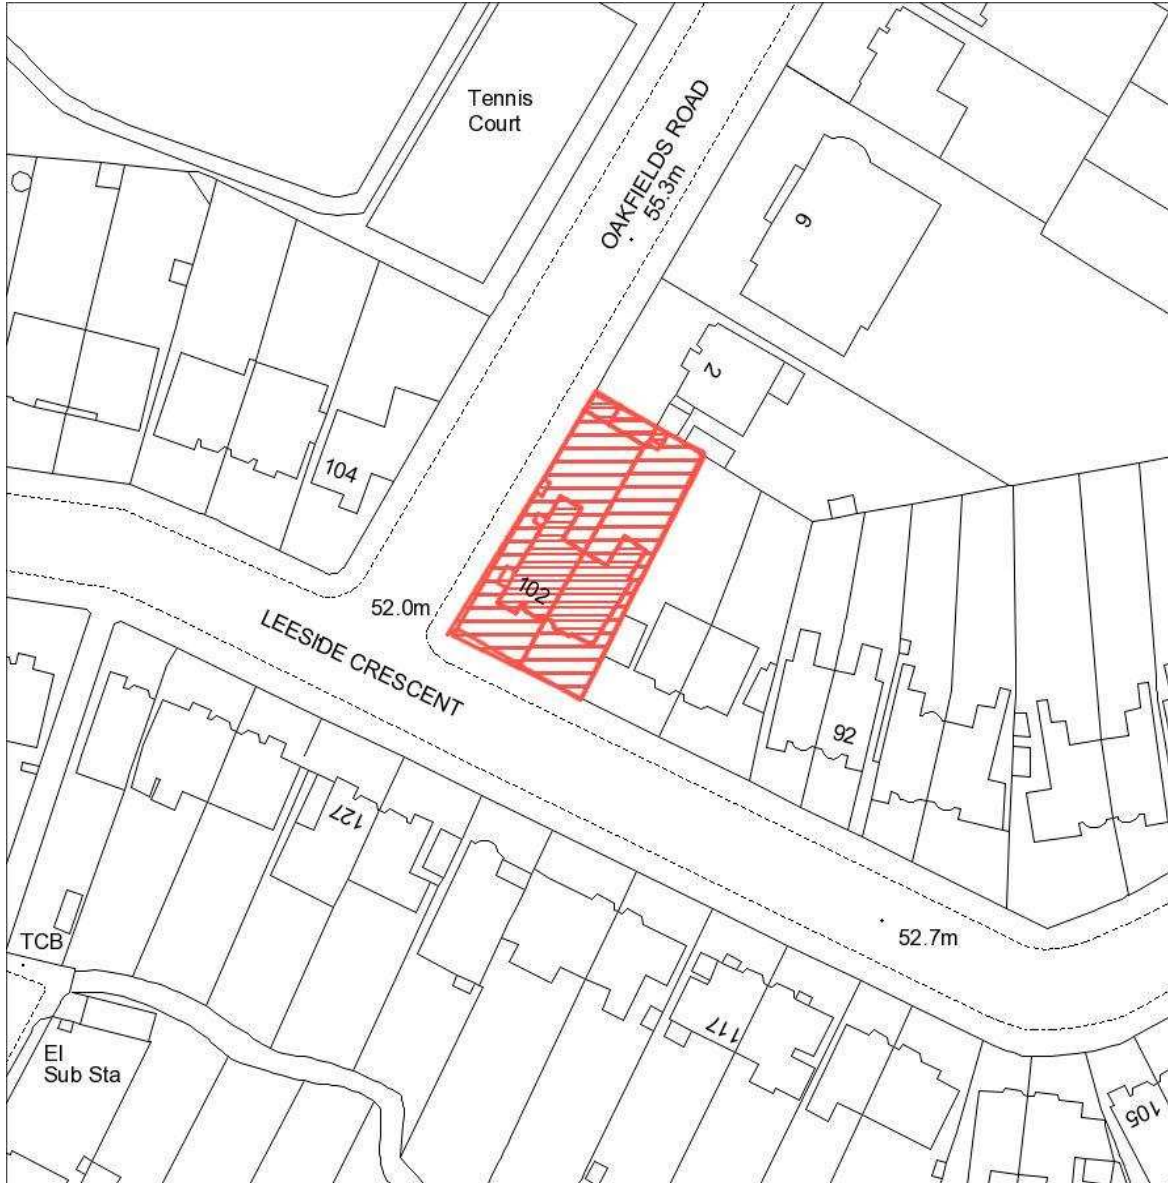 Tennis
Court
OAKFIELDS ROAD
55.3m
9
2
104
102
52.0m
LEESIDE CRESCENT
92
127
52.7m
TCB
117
El
Sub Sta
105